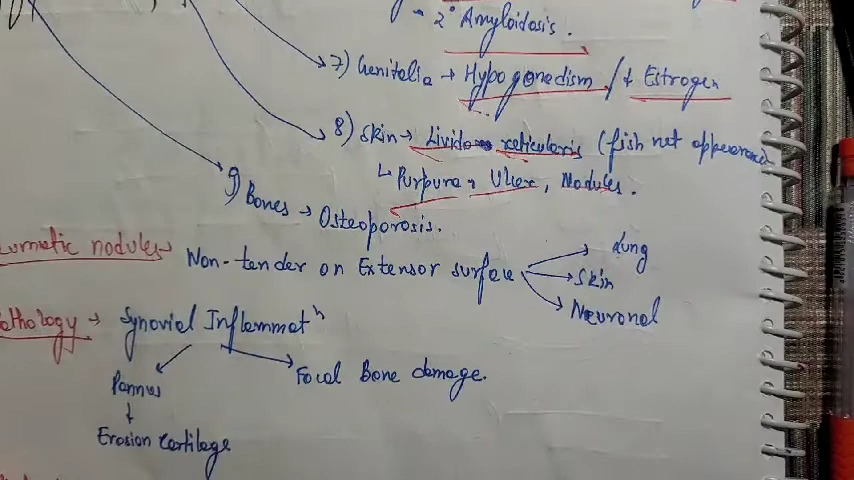 - 2° Amyloidosis.
7) Genitalia → Hypogonadism / ↓ Estrogen
8) Skin → Livido reticularis (fish net appearance
↳ Purpura, Ulcer, Nodules.
9) Bones → Osteoporosis.
umatic nodules → Non-tender on Extensor surface → Lung
→ Skin
→ Neuronal
athology → Synovial Inflammatⁿ
Pannus
Focal Bone damage.
↓
Erosion Cartilage